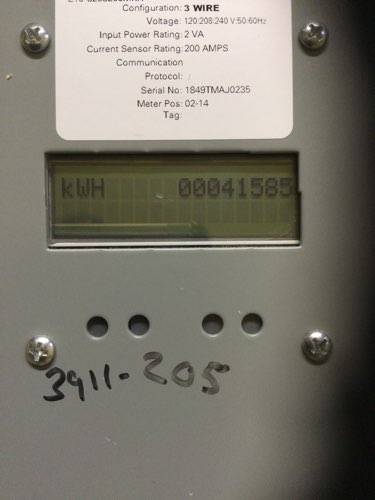 Configuration: 3 WIRE
Voltage: 120:208:240 V:50:60Hz
Input Power Rating: 2 VA
Current Sensor Rating: 200 AMPS
Communication
Protocol:
Serial No: 1849TMAJ0235
Meter Pos: 02-14
Tag:
kWH 00041585
3911-205